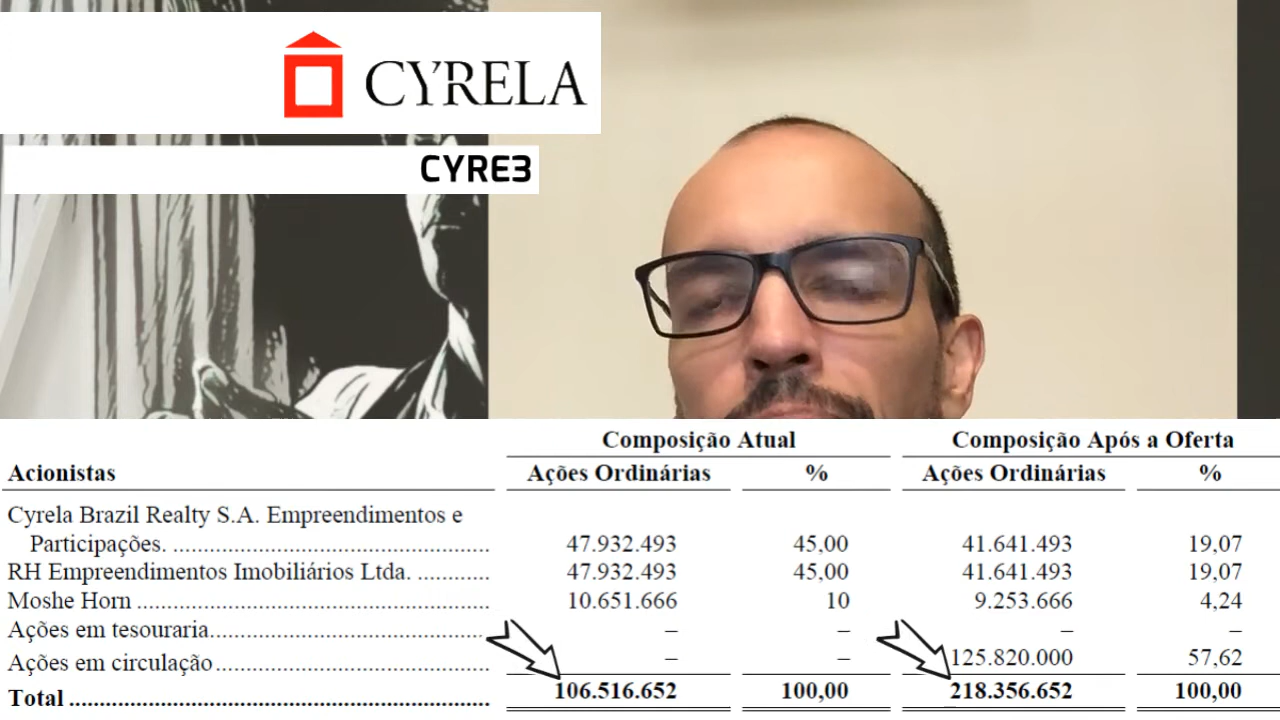 CYRELA
CYRE3
Composição Atual Composição Após a Oferta
Acionistas Ações Ordinárias % Ações Ordinárias %
Cyrela Brazil Realty S.A. Empreendimentos e
Participações. 47.932.493 45,00 41.641.493 19,07
RH Empreendimentos Imobiliários Ltda. 47.932.493 45,00 41.641.493 19,07
Moshe Horn 10.651.666 10 9.253.666 4,24
Ações em tesouraria – – – –
Ações em circulação – – 125.820.000 57,62
Total 106.516.652 100,00 218.356.652 100,00